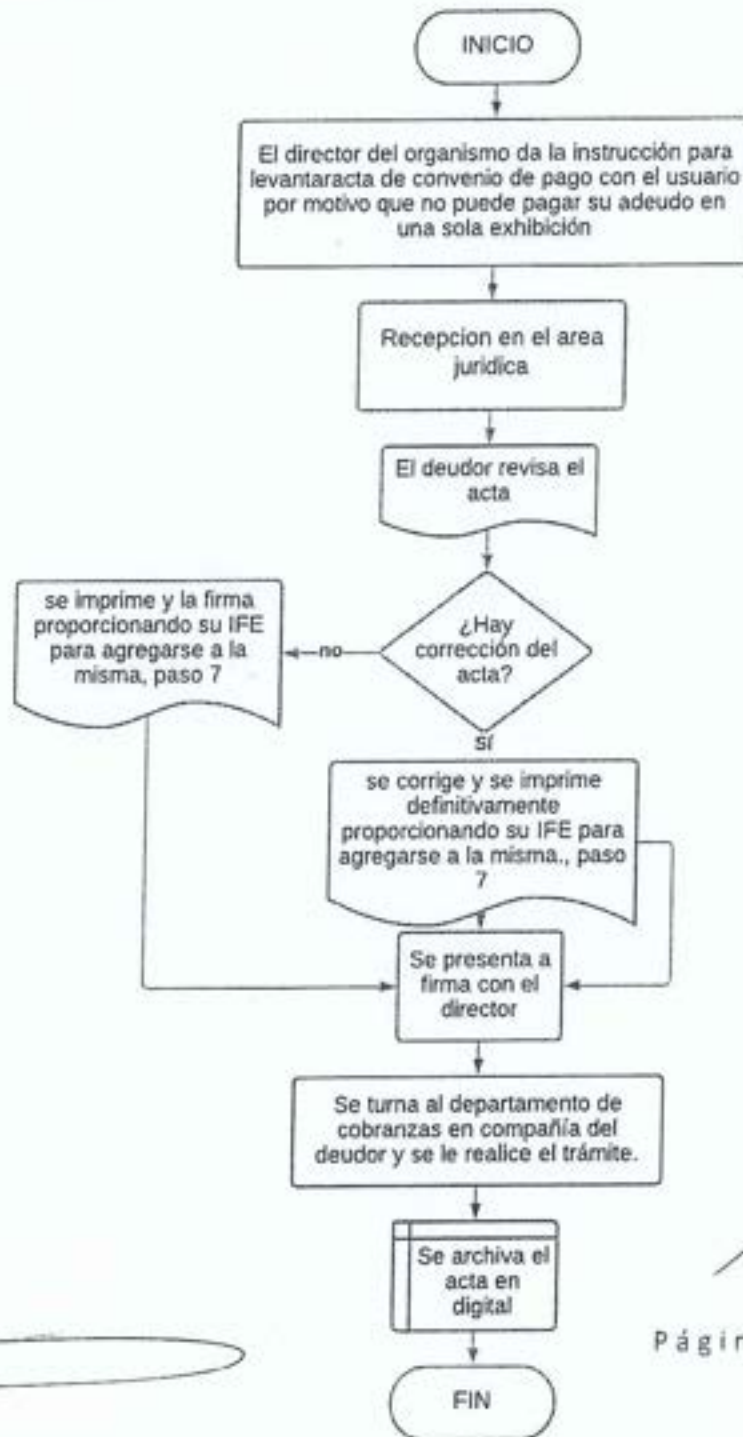 INICIO
El director del organismo da la instrucción para
levantaracta de convenio de pago con el usuario
por motivo que no puede pagar su adeudo en
una sola exhibición
Recepcion en el area
juridica
El deudor revisa el
acta
¿Hay
corrección del
acta?
no
se imprime y la firma
proporcionando su IFE
para agregarse a la
misma, paso 7
sí
se corrige y se imprime
definitivamente
proporcionando su IFE para
agregarse a la misma., paso
7
Se presenta a
firma con el
director
Se turna al departamento de
cobranzas en compañía del
deudor y se le realice el trámite.
Se archiva el
acta en
digital
FIN